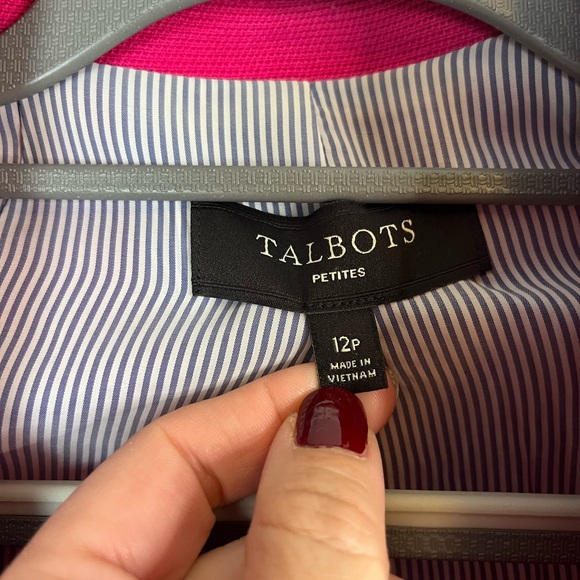 TALBOTS
PETITES
12P
MADE IN
VIETNAM